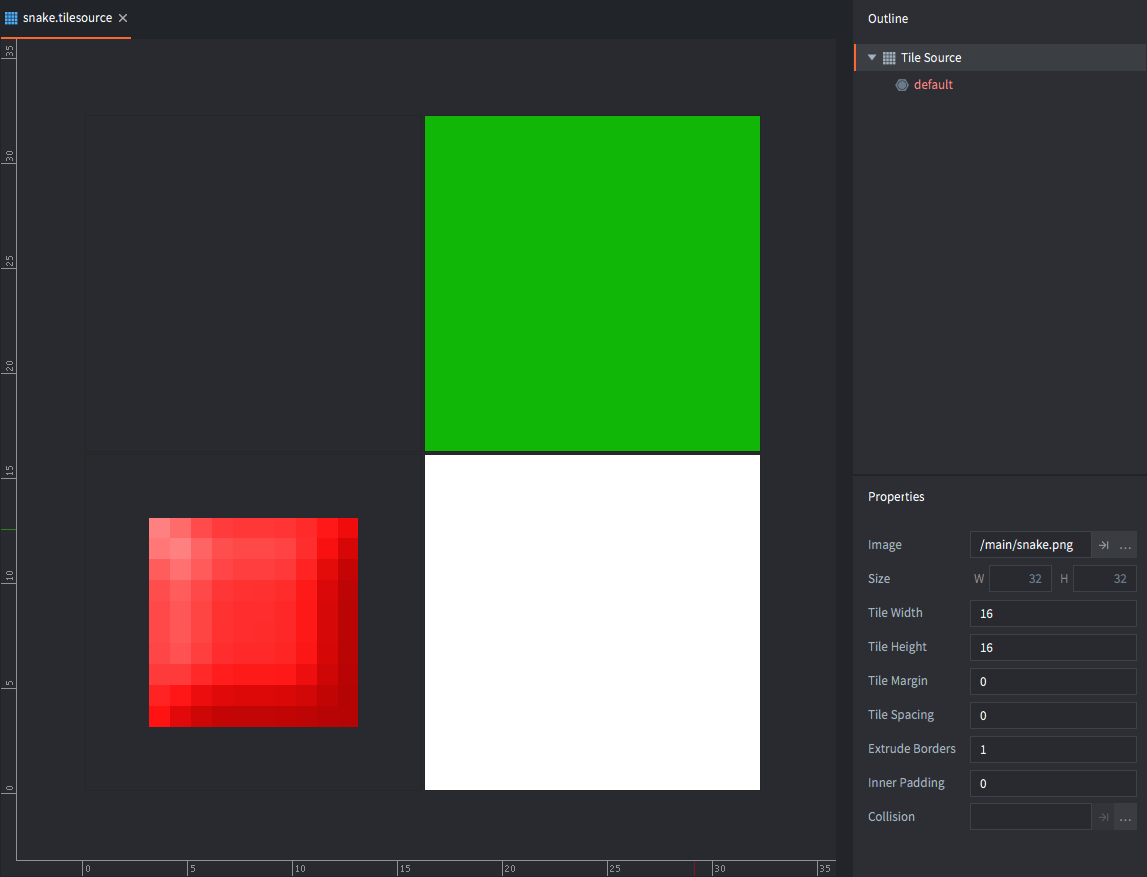 snake.tilesource
Outline
Tile Source
default
35
30
25
20
15
10
5
0
0 5 10 15 20 25 30 35
Properties
Image /main/snake.png ...
Size W 32 H 32
Tile Width 16
Tile Height 16
Tile Margin 0
Tile Spacing 0
Extrude Borders 1
Inner Padding 0
Collision ...